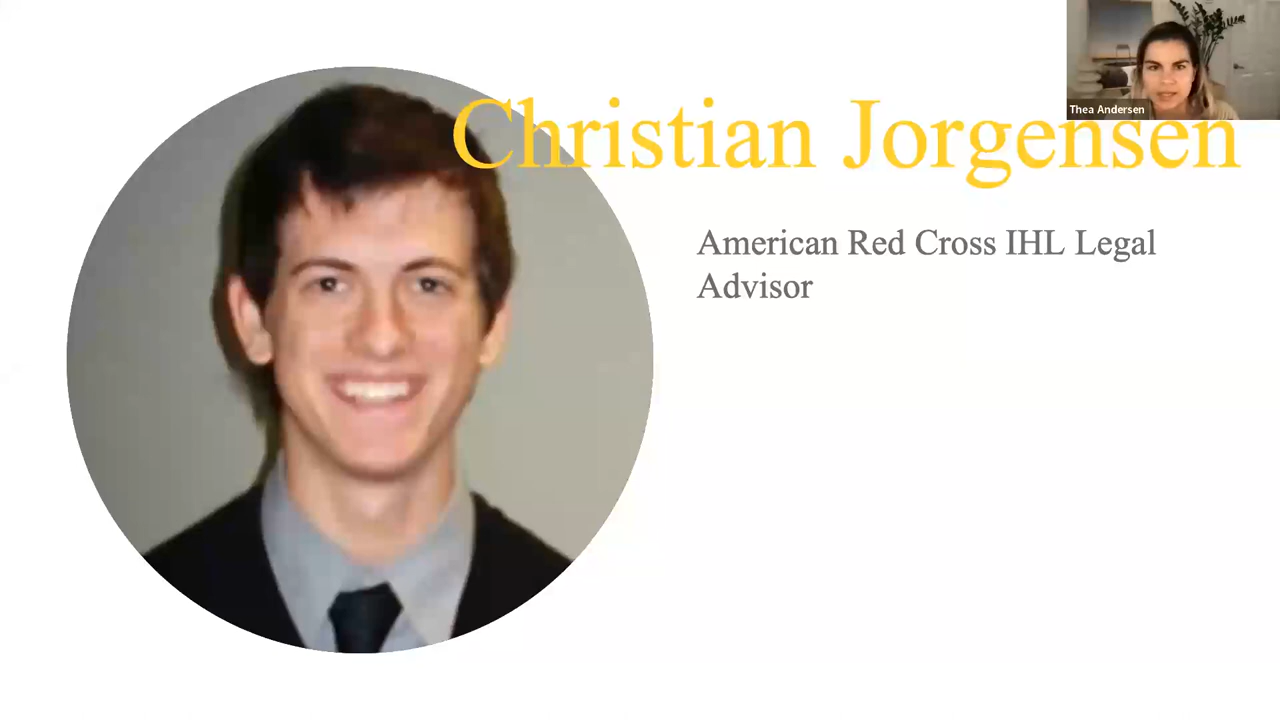 Christian Jorgensen
Thea Andersen
American Red Cross IHL Legal
Advisor